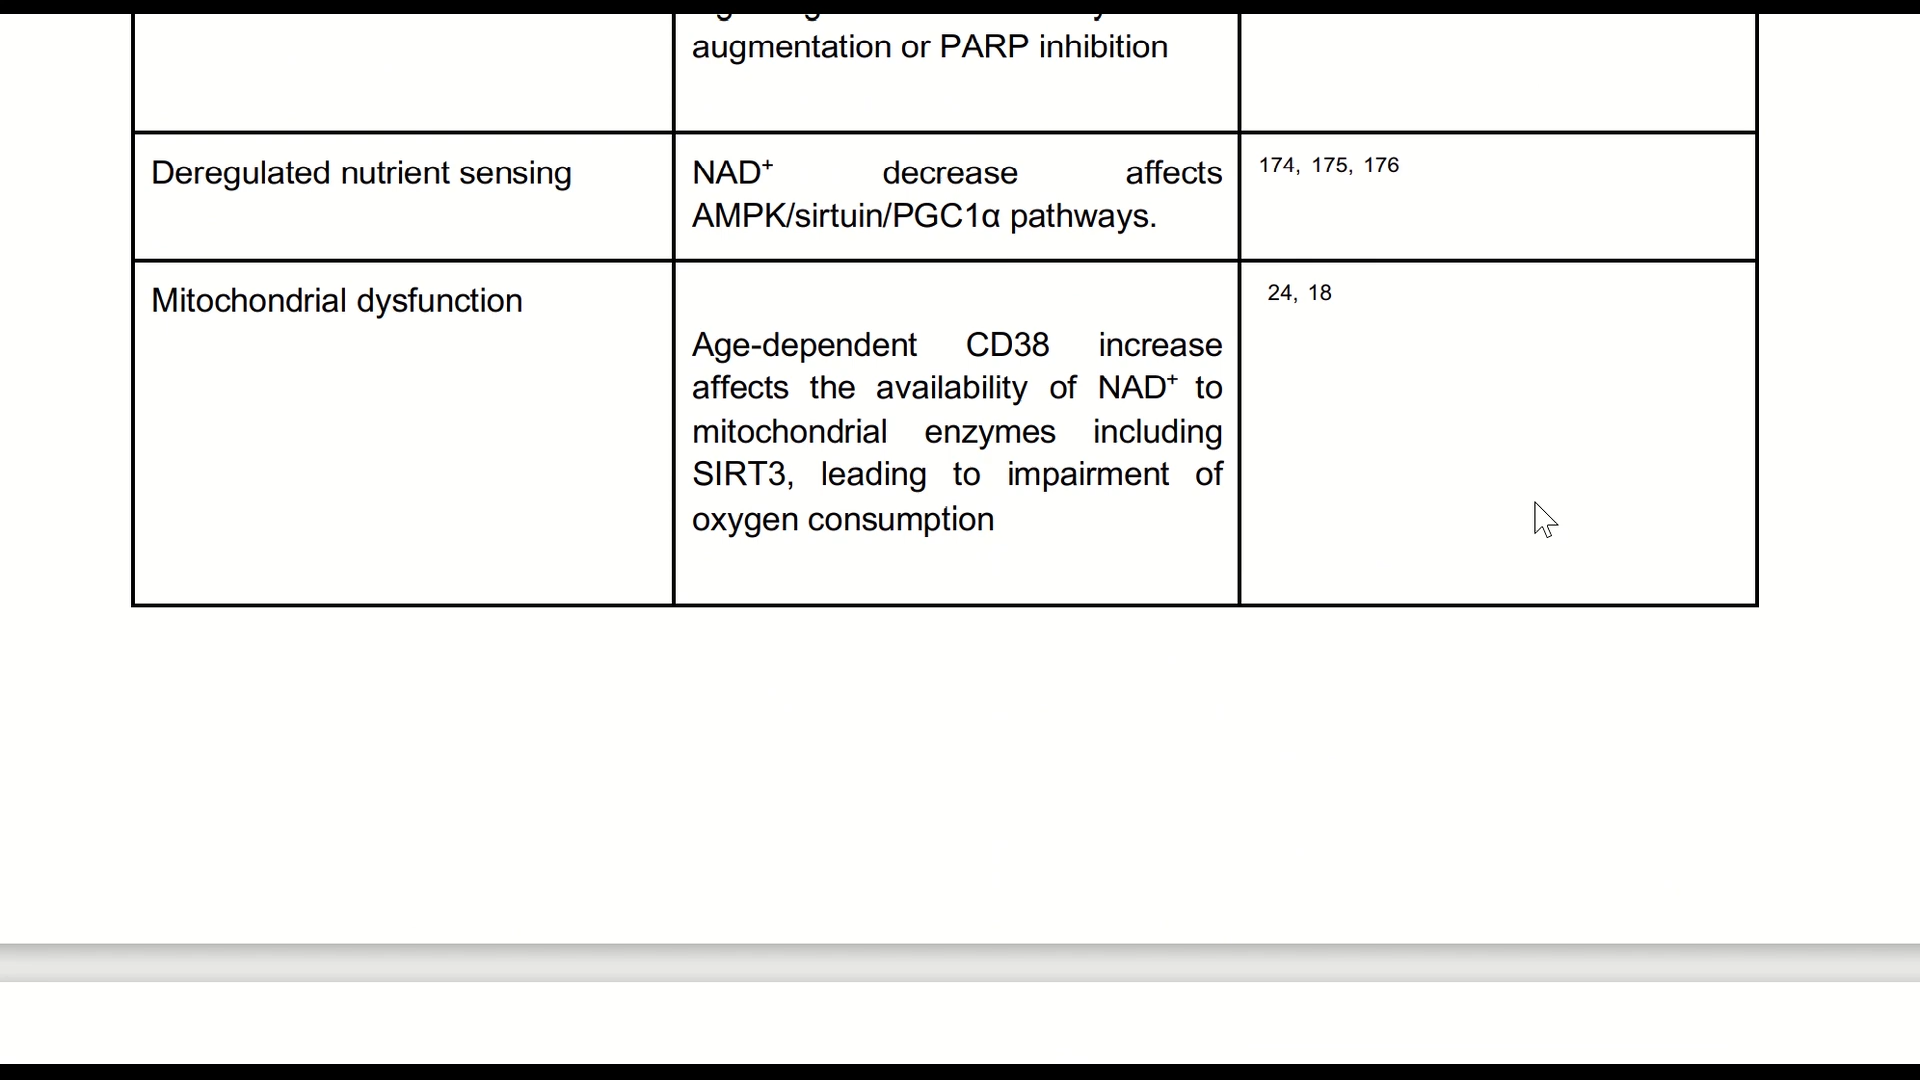 augmentation or PARP inhibition
Deregulated nutrient sensing
NAD⁺ decrease affects
AMPK/sirtuin/PGC1α pathways.
174, 175, 176
Mitochondrial dysfunction
Age-dependent CD38 increase
affects the availability of NAD⁺ to
mitochondrial enzymes including
SIRT3, leading to impairment of
oxygen consumption
24, 18